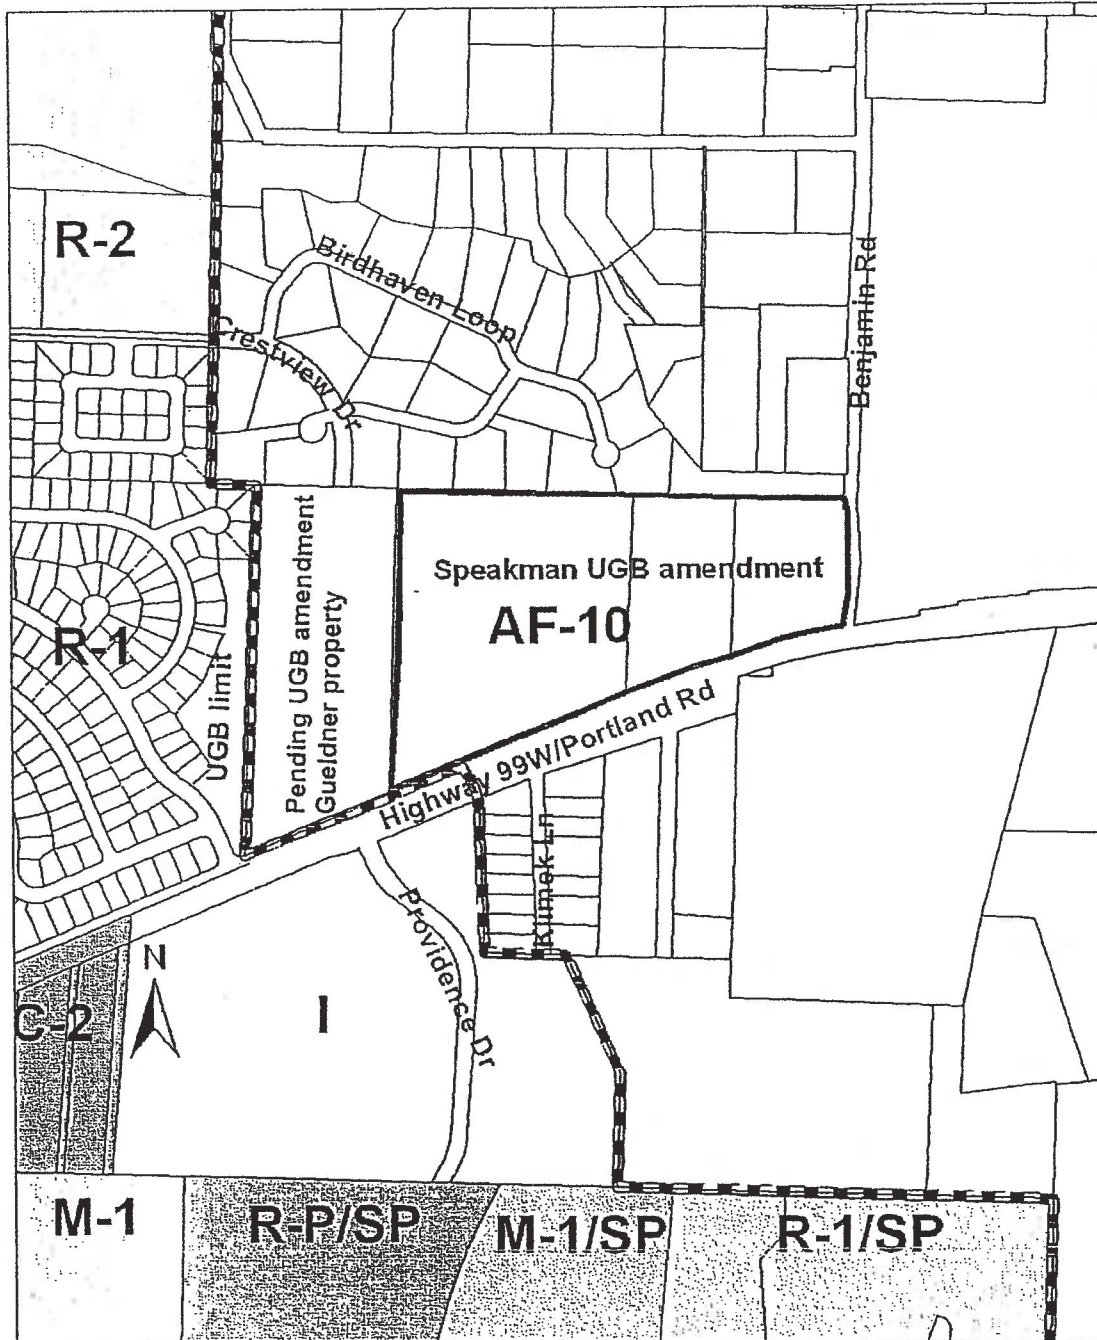 R-2
Birdhaven Loop
Crestview Dr
Benjamin Rd
Speakman UGB amendment
AF-10
R-1
UGB limit
Pending UGB amendment
Gueldner property
Highway 99W/Portland Rd
Klimek Ln
Providence Dr
N
C-2
I
M-1
R-P/SP
M-1/SP
R-1/SP